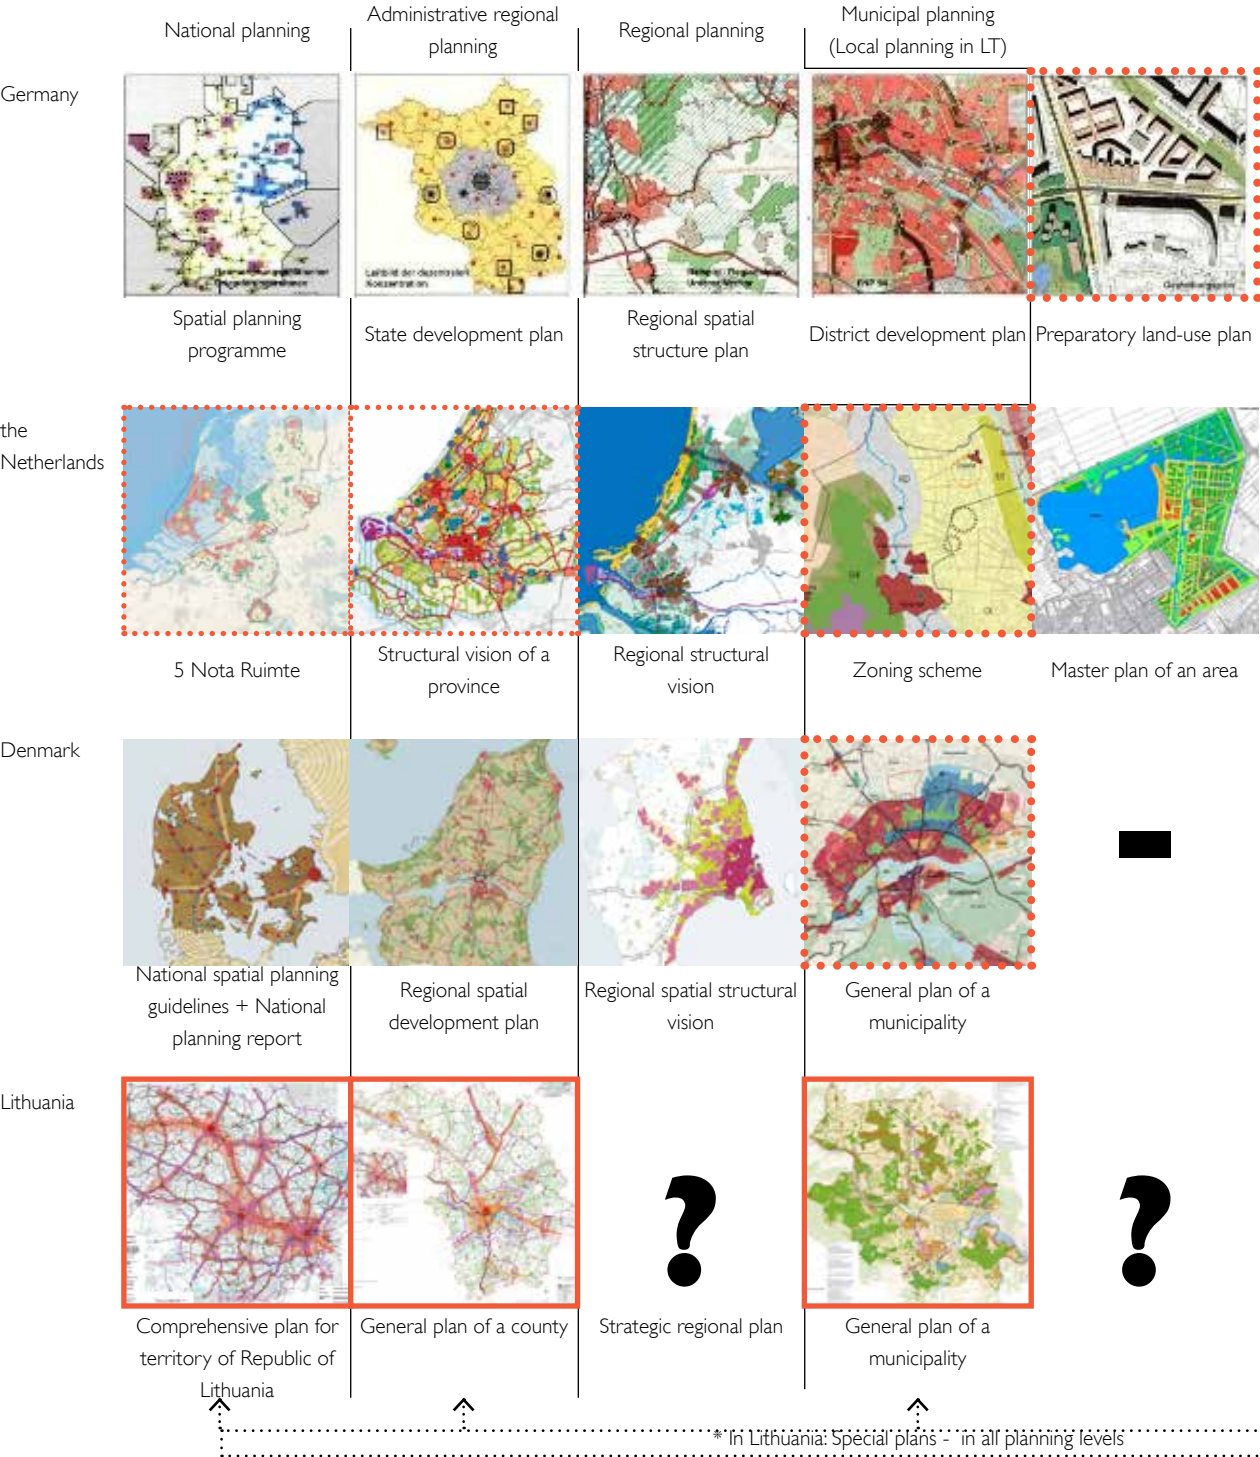 National planning
Administrative regional
planning
Regional planning
Municipal planning
(Local planning in LT)
Germany
Leitbild der dezentralen
Konzentration
Spatial planning
programme
State development plan
Regional spatial
structure plan
District development plan
Preparatory land-use plan
the
Netherlands
5 Nota Ruimte
Structural vision of a
province
Regional structural
vision
Zoning scheme
Master plan of an area
Denmark
National spatial planning
guidelines + National
planning report
Regional spatial
development plan
Regional spatial structural
vision
General plan of a
municipality
Lithuania
?
?
Comprehensive plan for
territory of Republic of
Lithuania
General plan of a county
Strategic regional plan
General plan of a
municipality
* In Lithuania: Special plans - in all planning levels